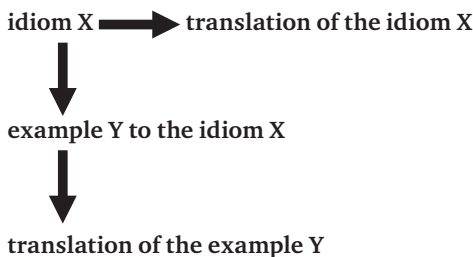 idiom X translation of the idiom X
example Y to the idiom X
translation of the example Y